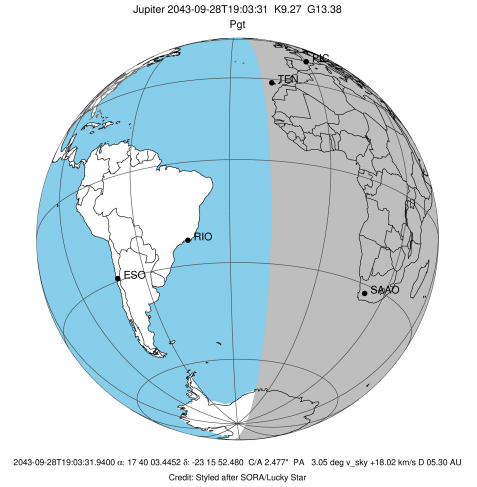 Jupiter 2043-09-28T19:03:31 K9.27 G13.38
Pgt
PIC
TEN
RIO
ESO
SAAO
2043-09-28T19:03:31.9400 α: 17 40 03.4452 δ: -23 15 52.480 C/A 2.477" PA 3.05 deg v_sky +18.02 km/s D 05.30 AU
Credit: Styled after SORA/Lucky Star